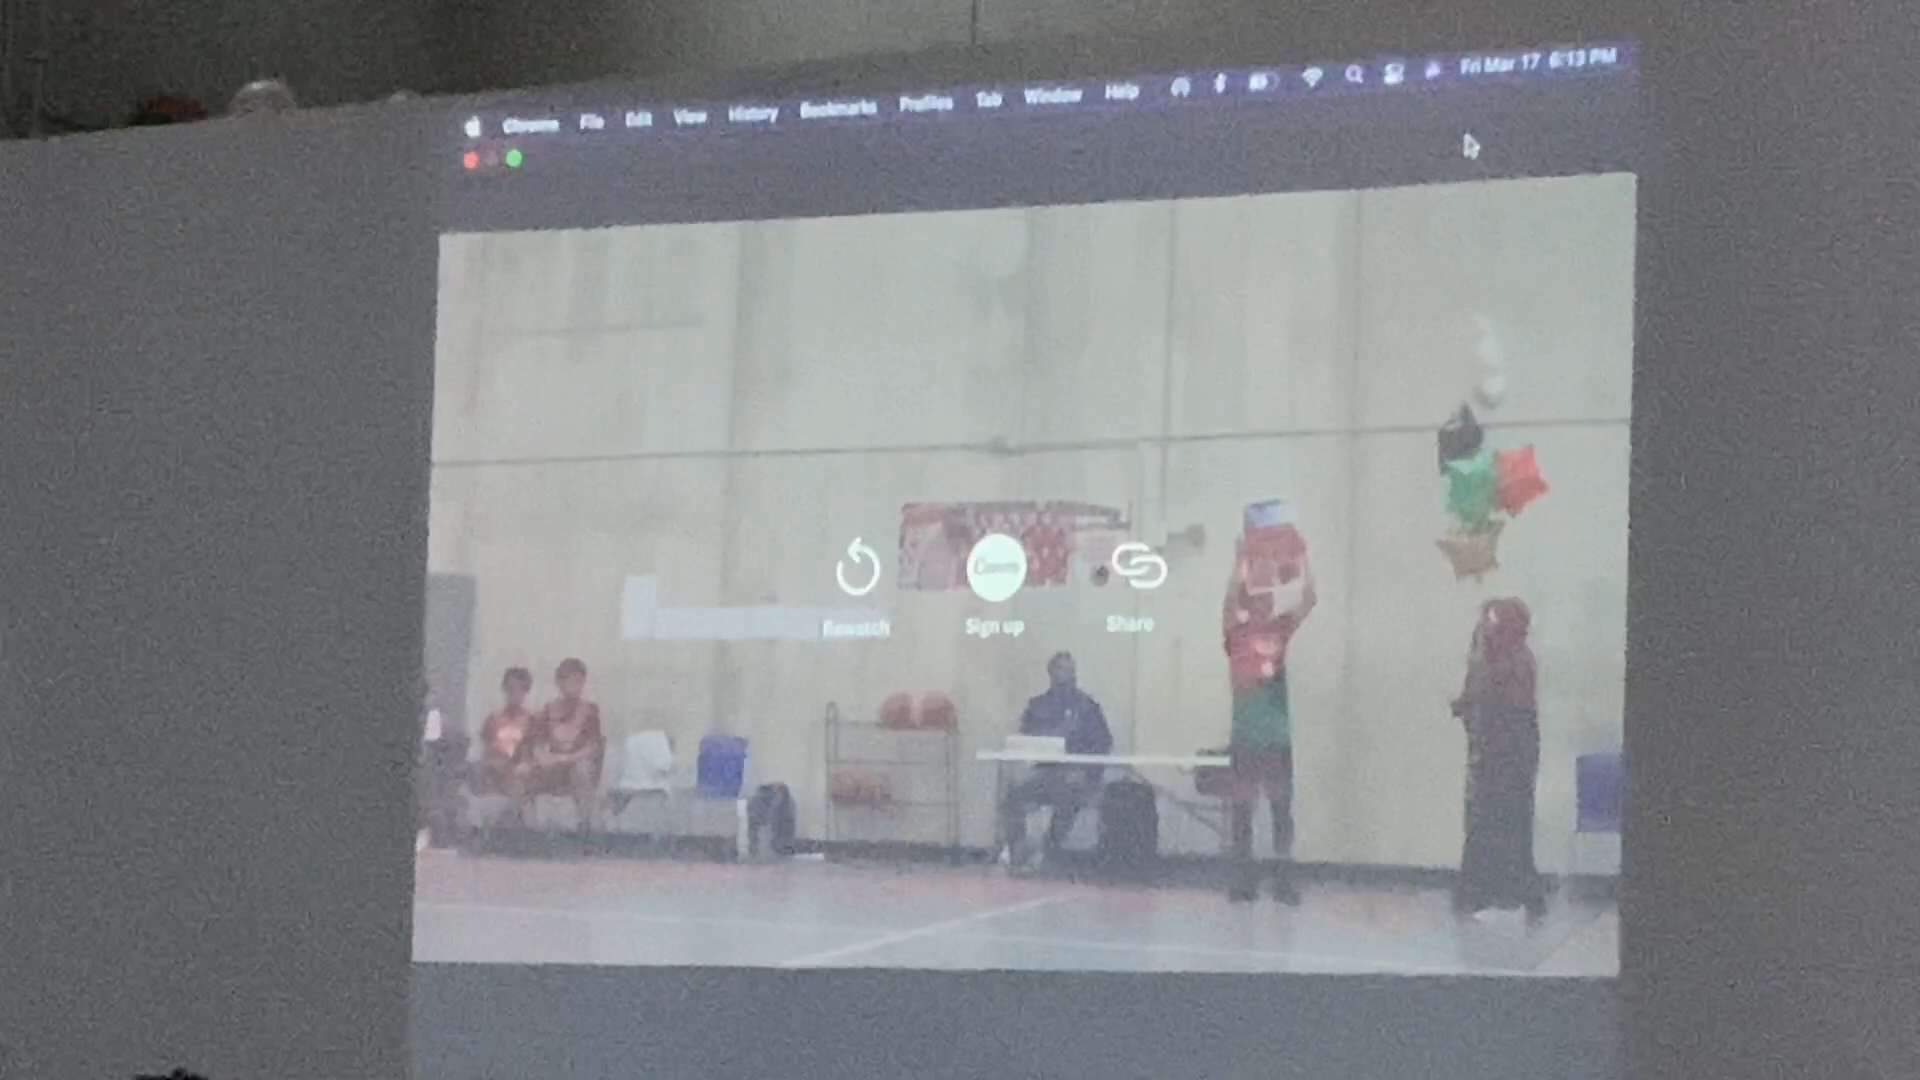 Chrome File Edit View History Bookmarks Profiles Tab Window Help Fri Mar 17 6:13 PM
Canva
Rewatch Sign up Share